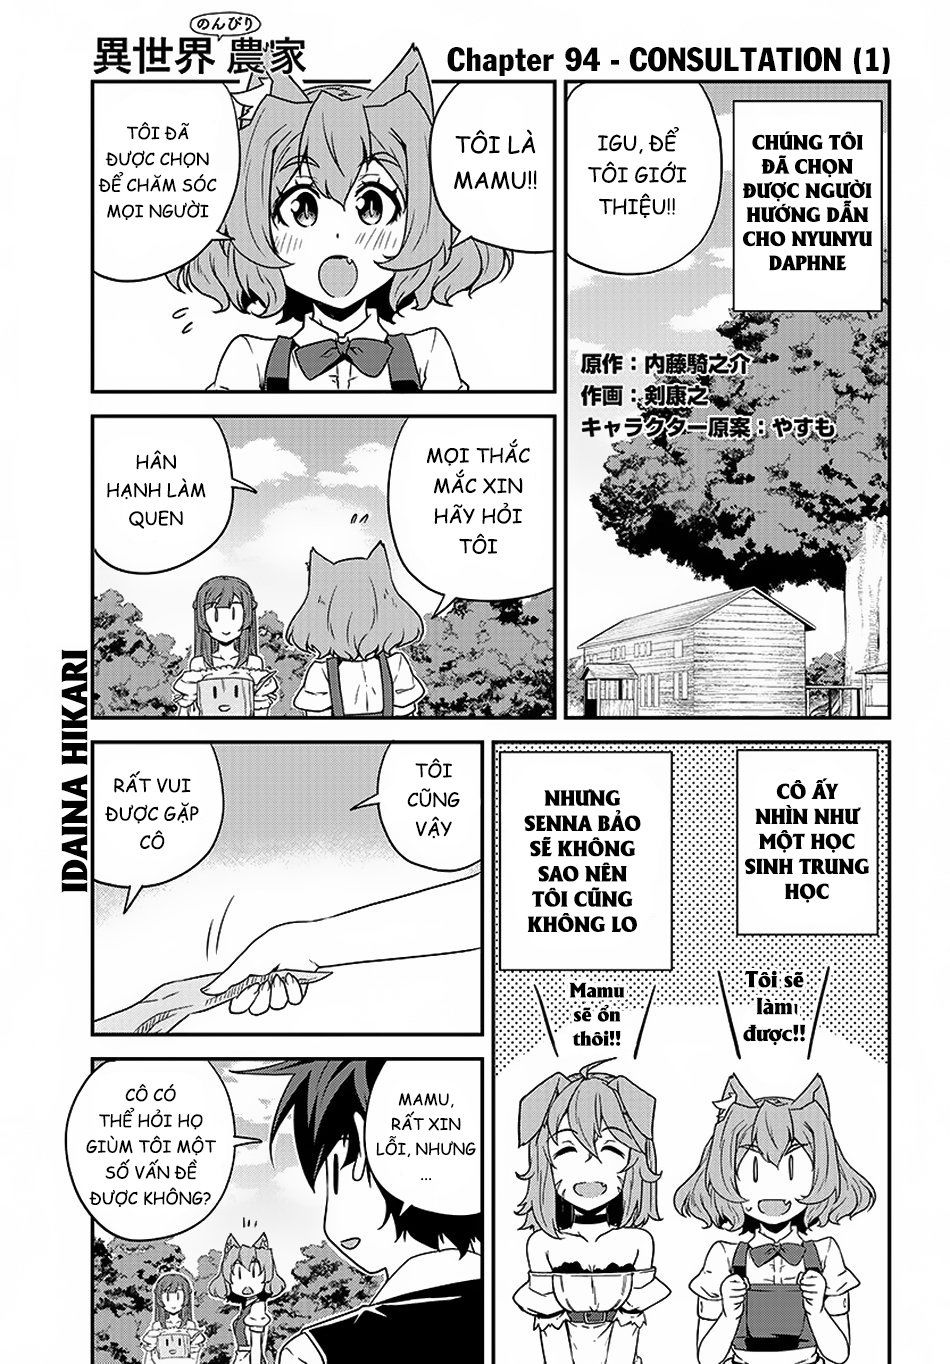 のんびり
異世界 農家
Chapter 94 - CONSULTATION (1)
CHÚNG TÔI
ĐÃ CHỌN
ĐƯỢC NGƯỜI
HƯỚNG DẪN
CHO NYUNYU
DAPHNE
IGU, ĐỂ
TÔI GIỚI
THIỆU!!
原作：内藤騎之介
作画：剣康之
キャラクター原案：やすも
TÔI LÀ
MAMU!!
TÔI ĐÃ
ĐƯỢC CHỌN
ĐỂ CHĂM SÓC
MỌI NGƯỜI
MỌI THẮC
MẮC XIN
HÃY HỎI
TÔI
HÂN
HẠNH LÀM
QUEN
IDAINA HIKARI
CÔ ẤY
NHÌN NHƯ
MỘT HỌC
SINH TRUNG
HỌC
NHƯNG
SENNA BẢO
SẼ KHÔNG
SAO NÊN
TÔI CŨNG
KHÔNG LO
Tôi sẽ
làm
được!!
Mamu
sẽ ổn
thôi!!
TÔI
CŨNG
VẬY
RẤT VUI
ĐƯỢC GẶP
CÔ
MAMU,
RẤT XIN
LỖI, NHƯNG
...
CÔ CÓ
THỂ HỎI HỌ
GIÙM TÔI MỘT
SỐ VẤN ĐỀ
ĐƯỢC KHÔNG?